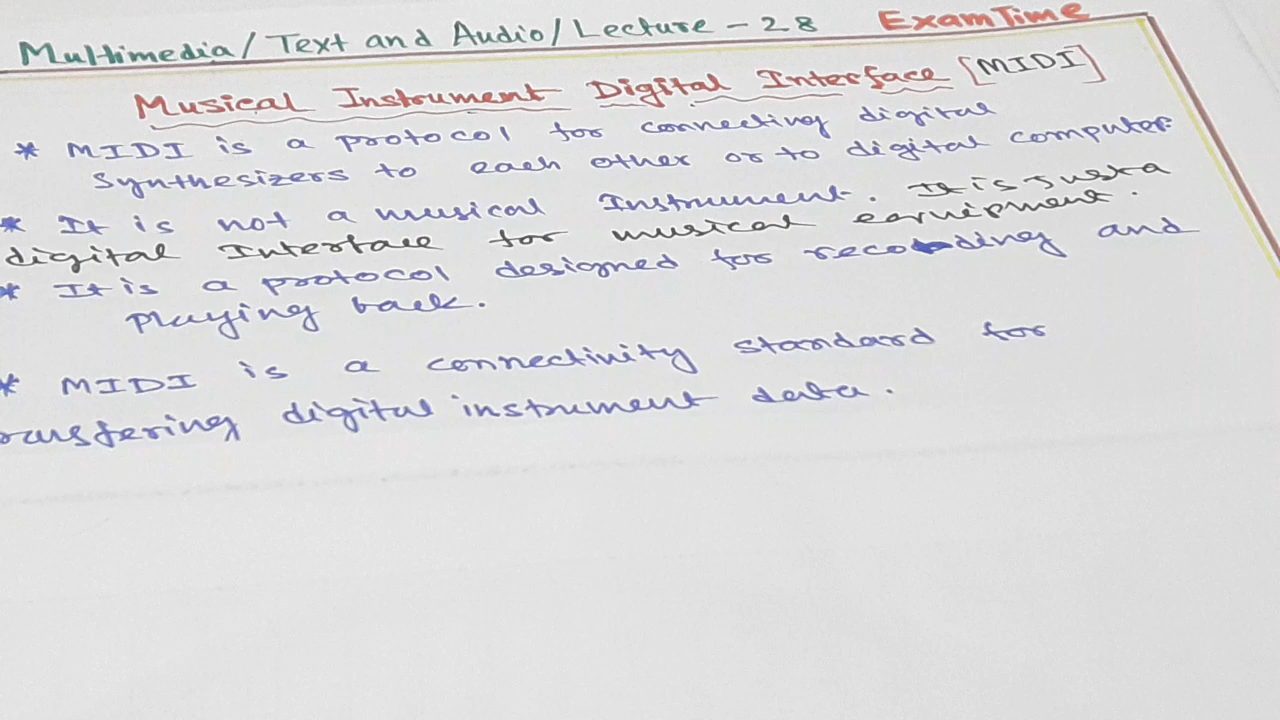 Multimedia/ Text and Audio/ Lecture - 28 ExamTime
Musical Instrument Digital Interface [MIDI]
* MIDI is a protocol for connecting digital
Synthesizers to each other or to digital computer
* It is not a musical Instrument. It is Just a
digital Interface for musical equipment.
* It is a protocol designed for recording and
Playing back.
* MIDI is a connectivity standard for
ransfering digital instrument data.